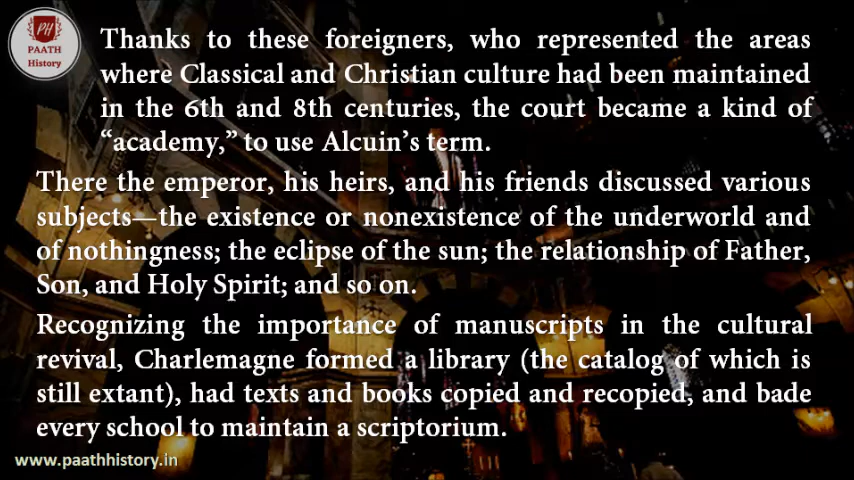 PH
PAATH
History
Thanks to these foreigners, who represented the areas
where Classical and Christian culture had been maintained
in the 6th and 8th centuries, the court became a kind of
“academy,” to use Alcuin’s term.
There the emperor, his heirs, and his friends discussed various
subjects—the existence or nonexistence of the underworld and
of nothingness; the eclipse of the sun; the relationship of Father,
Son, and Holy Spirit; and so on.
Recognizing the importance of manuscripts in the cultural
revival, Charlemagne formed a library (the catalog of which is
still extant), had texts and books copied and recopied, and bade
every school to maintain a scriptorium.
www.paathhistory.in